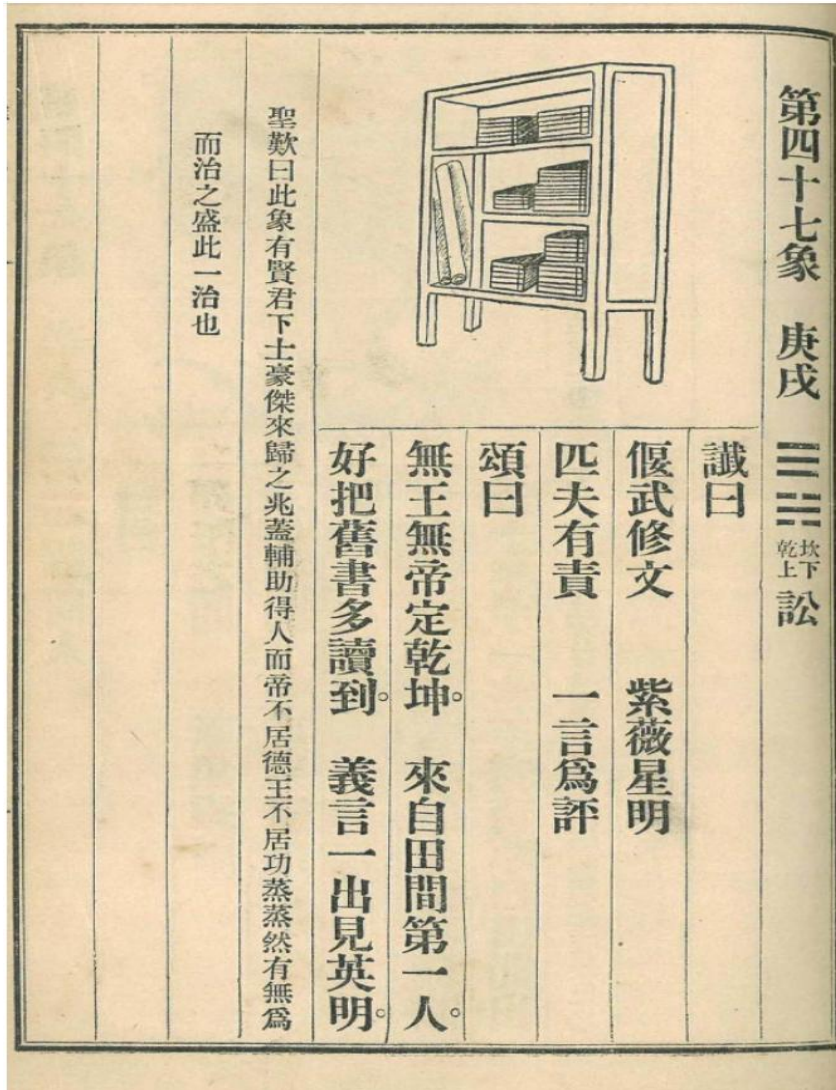 第四十七象 庚戌 坎下乾上 訟
讖曰
偃武修文 紫薇星明
匹夫有責 一言爲評
頌曰
無王無帝定乾坤。 來自田間第一人。
好把舊書多讀到。 義言一出見英明。
聖歎曰此象有賢君下士豪傑來歸之兆蓋輔助得人而帝不居德王不居功蒸蒸然有無爲
而治之盛此一治也